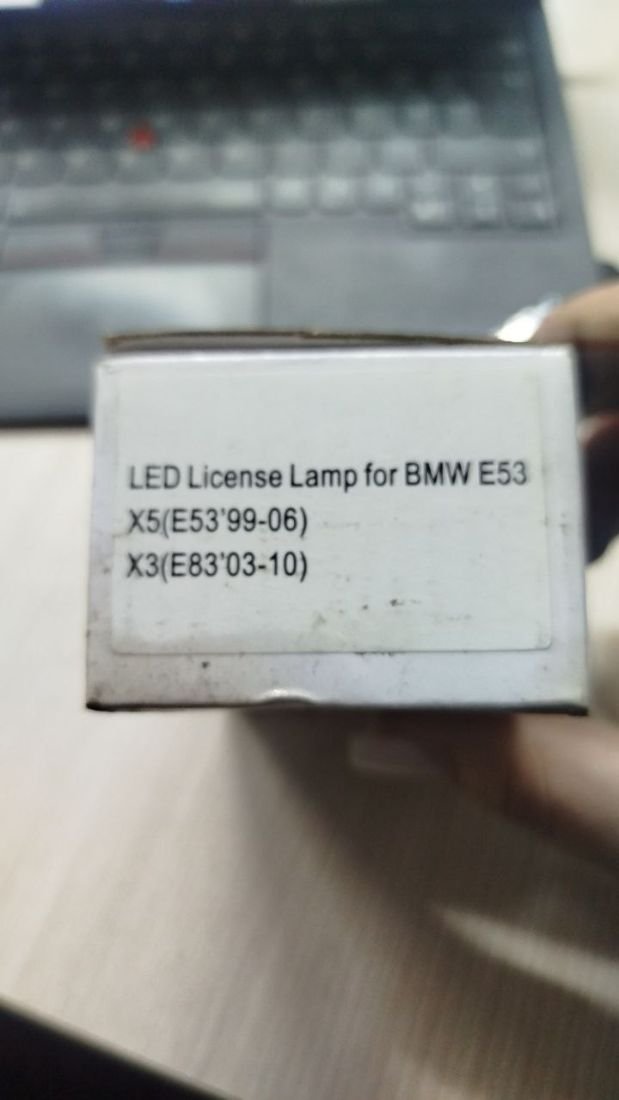 LED License Lamp for BMW E53
X5(E53'99-06)
X3(E83'03-10)